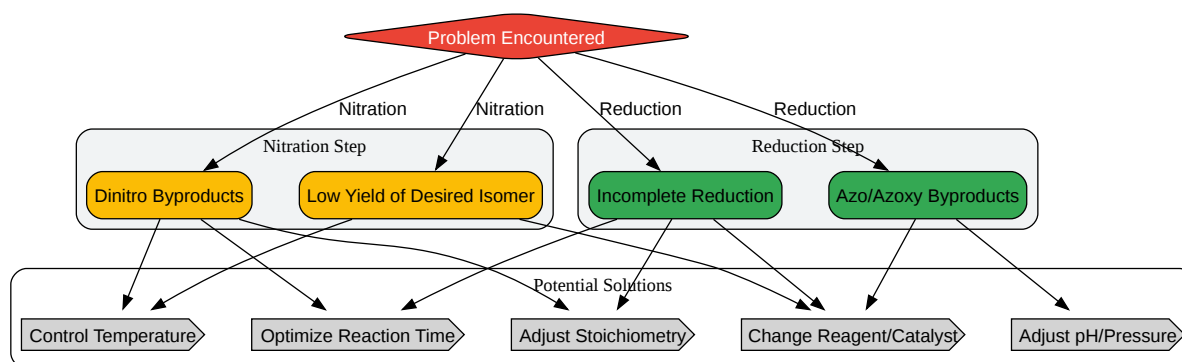 Problem Encountered
Nitration
Nitration
Reduction
Reduction
Nitration Step
Reduction Step
Dinitro Byproducts
Low Yield of Desired Isomer
Incomplete Reduction
Azo/Azoxy Byproducts
Potential Solutions
Control Temperature
Optimize Reaction Time
Adjust Stoichiometry
Change Reagent/Catalyst
Adjust pH/Pressure